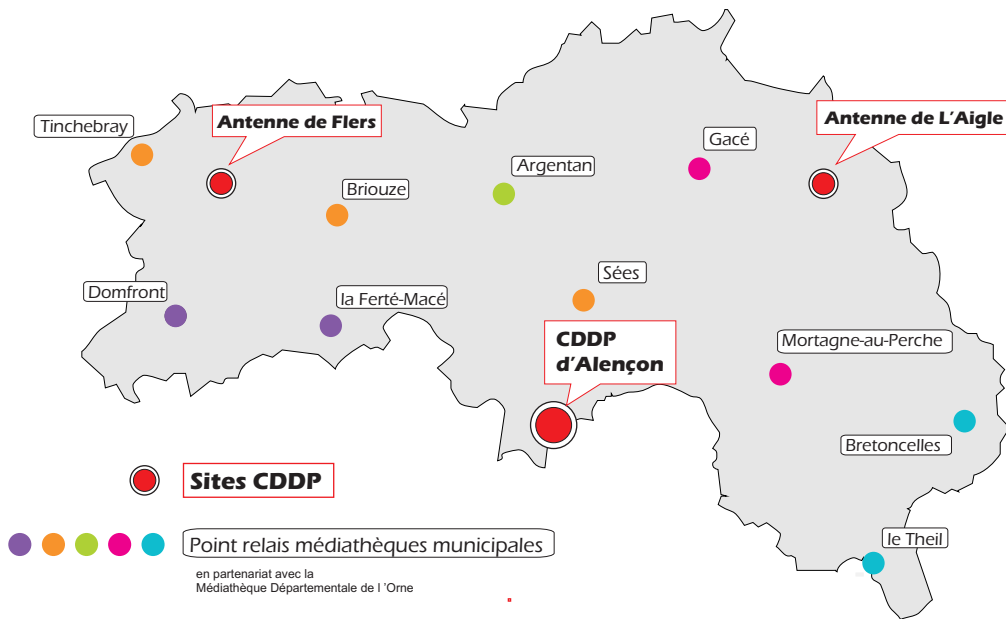 Antenne de Flers
Antenne de L'Aigle
Tinchebray
Gacé
Argentan
Briouze
Sées
Domfront
la Ferté-Macé
CDDP
d'Alençon
Mortagne-au-Perche
Bretoncelles
Sites CDDP
le Theil
Point relais médiathèques municipales
en partenariat avec la
Médiathèque Départementale de l 'Orne